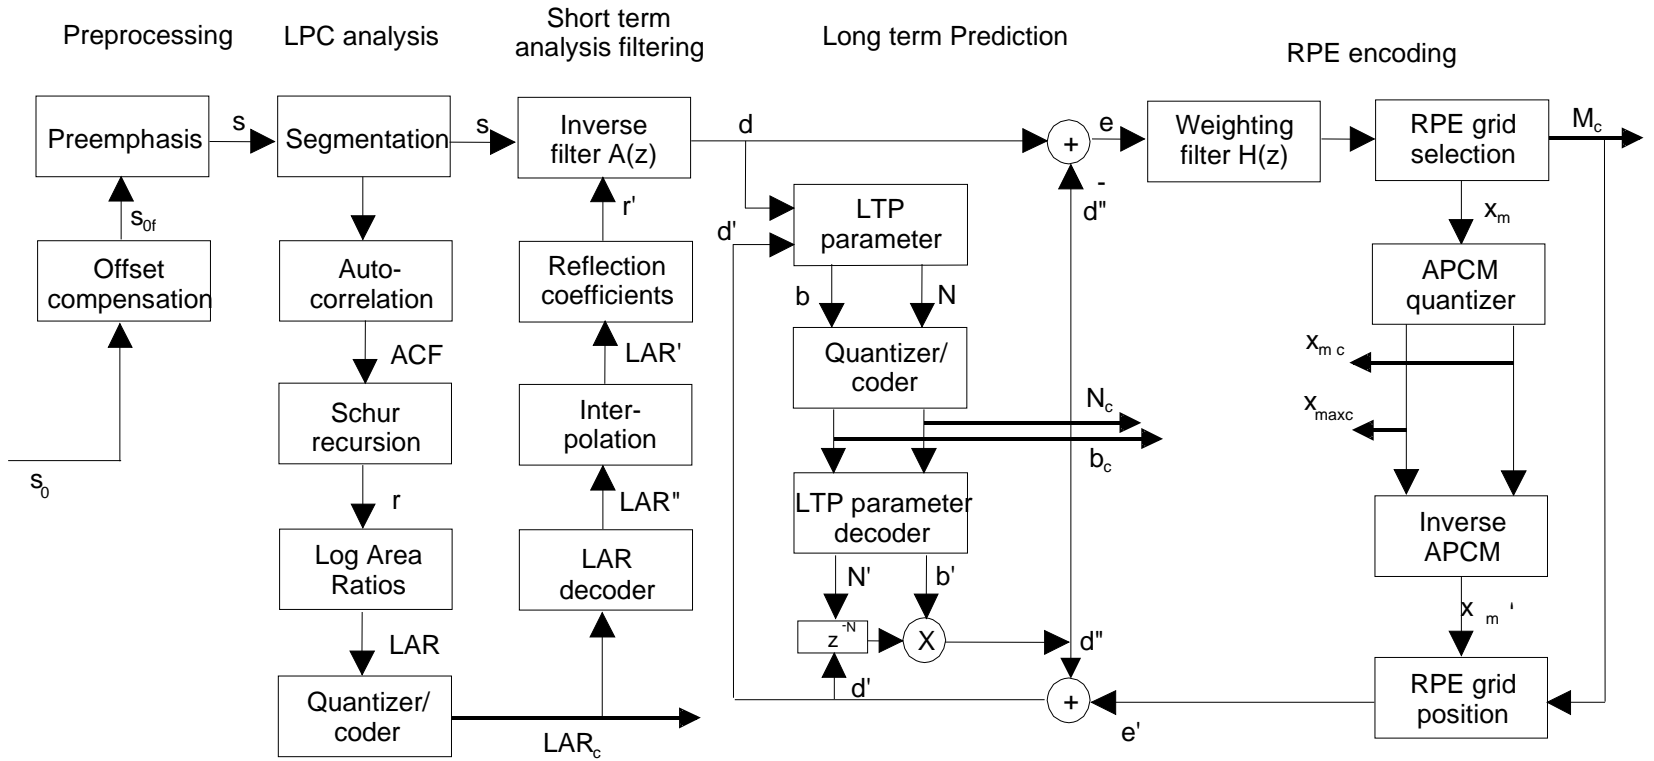 Preprocessing
LPC analysis
Short term
analysis filtering
Long term Prediction
RPE encoding
Preemphasis
s
Segmentation
s
Inverse
filter A(z)
d
+
e
Weighting
filter H(z)
RPE grid
selection
Mc
s0f
r'
d'
LTP
parameter
-
d"
xm
Offset
compensation
Auto-
correlation
Reflection
coefficients
b
N
APCM
quantizer
ACF
LAR'
Quantizer/
coder
xm c
Schur
recursion
Inter-
polation
Nc
bc
xmaxc
s0
r
LAR"
LTP parameter
decoder
Inverse
APCM
Log Area
Ratios
LAR
decoder
N'
b'
xm'
LAR
z-N
X
d"
d'
Quantizer/
coder
LARc
+
e'
RPE grid
position